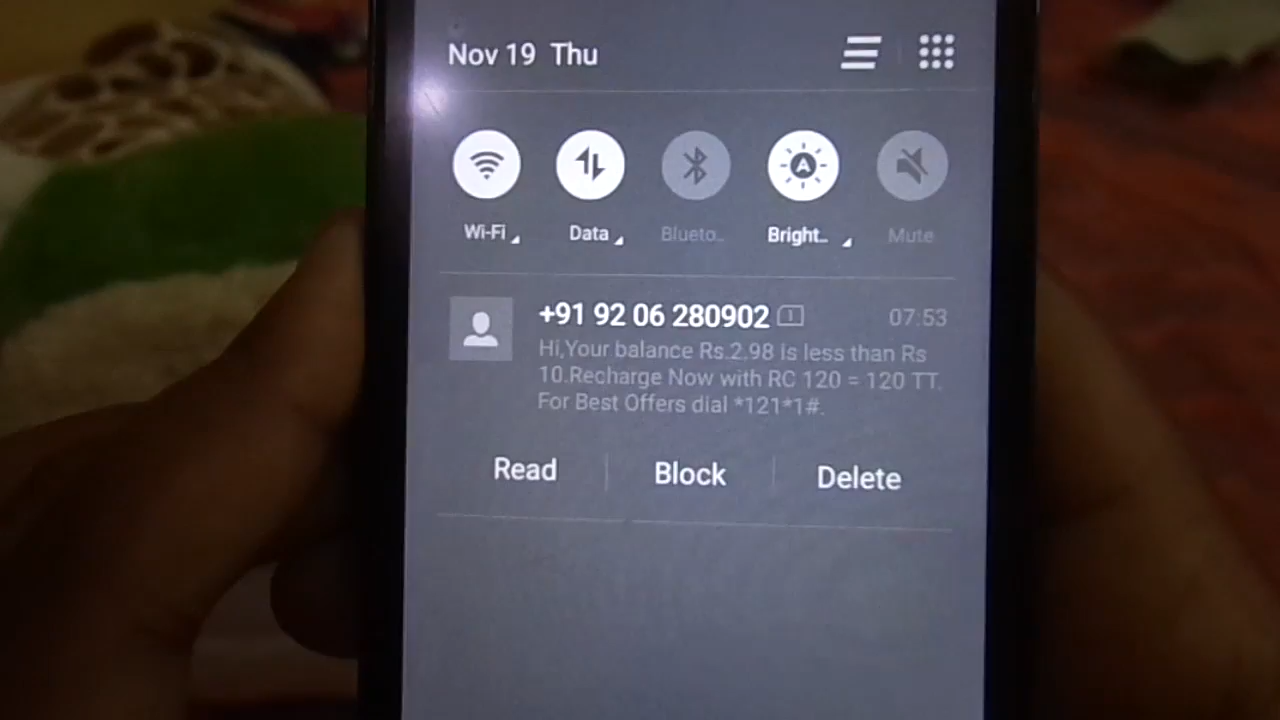 Nov 19 Thu
A
Wi-Fi Data Blueto.. Bright.. Mute
+91 92 06 280902 1 07:53
Hi,Your balance Rs.2.98 is less than Rs
10.Recharge Now with RC 120 = 120 TT.
For Best Offers dial *121*1#.
Read Block Delete